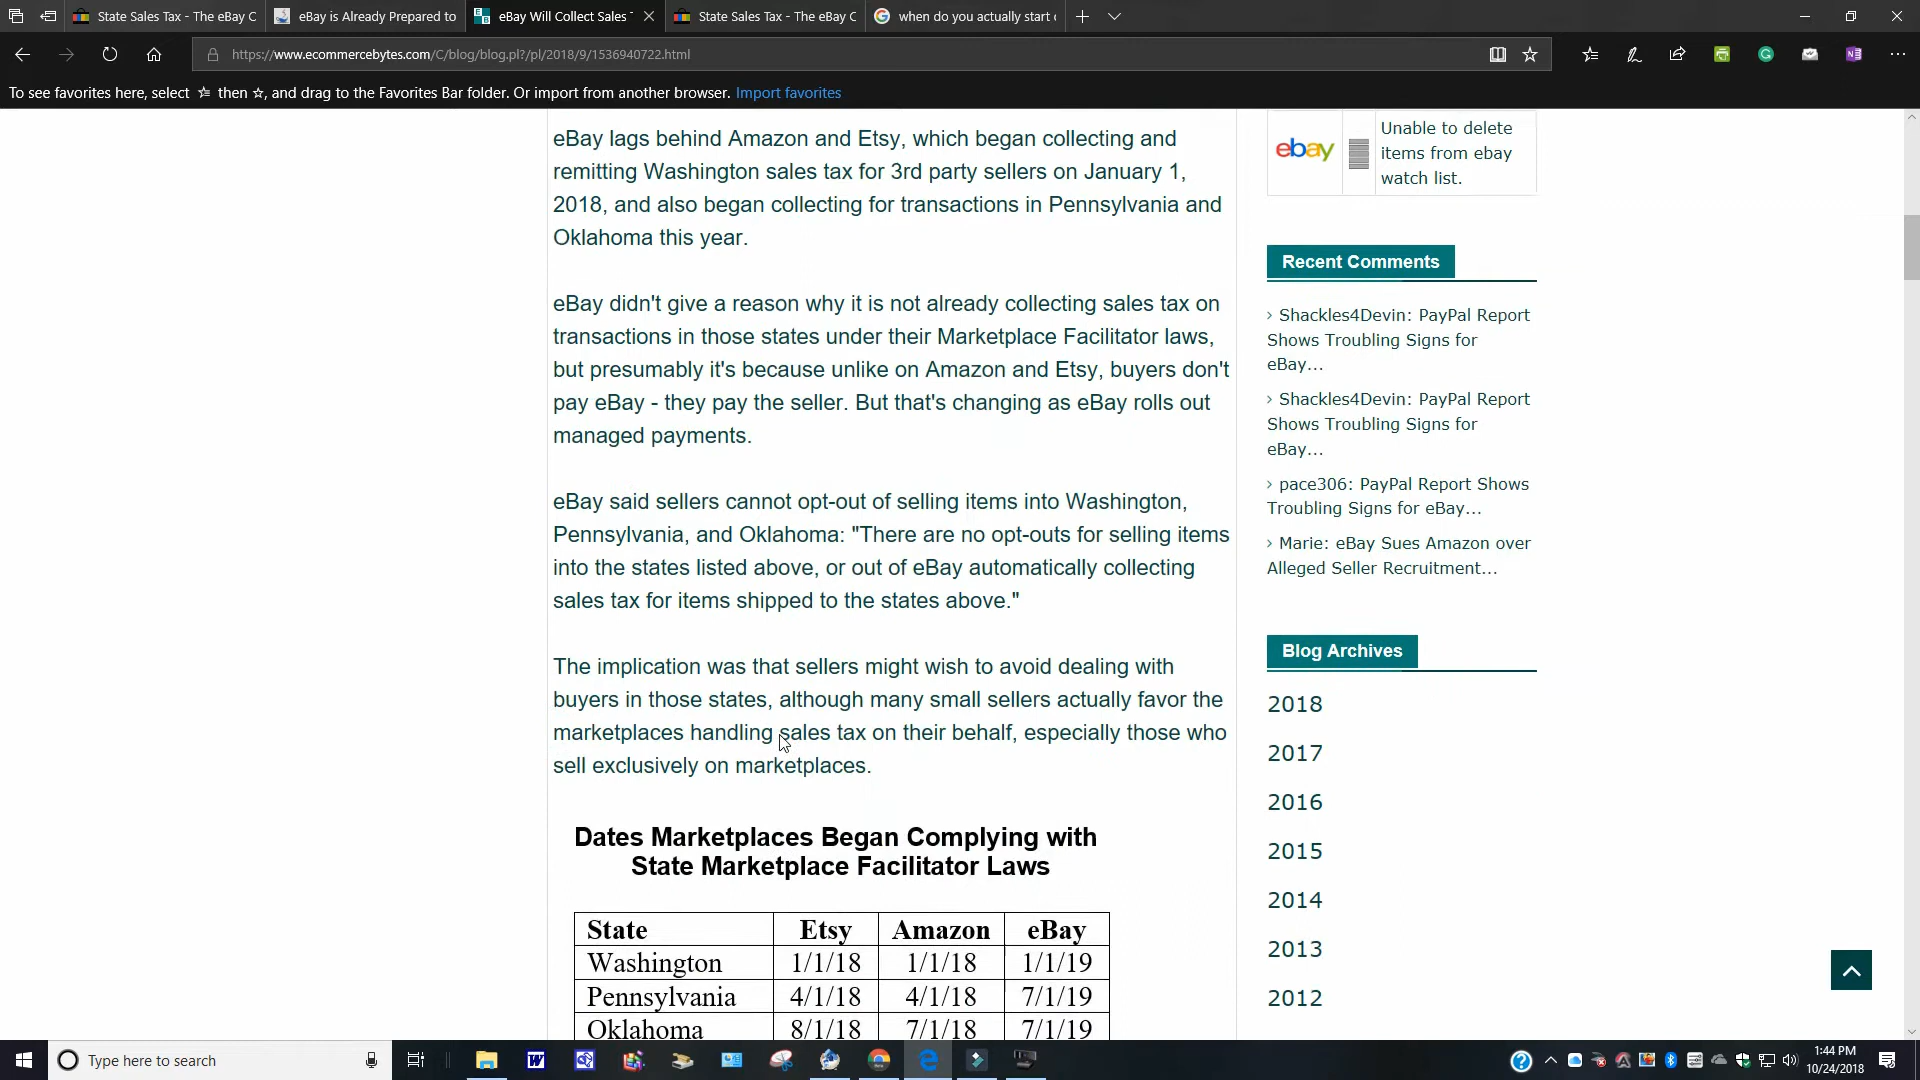 State Sales Tax - The eBay C
eBay is Already Prepared to
eBay Will Collect Sales T
State Sales Tax - The eBay C
when do you actually start c
https://www.ecommercebytes.com/C/blog/blog.pl?/pl/2018/9/1536940722.html
To see favorites here, select then , and drag to the Favorites Bar folder. Or import from another browser. Import favorites
eBay lags behind Amazon and Etsy, which began collecting and
remitting Washington sales tax for 3rd party sellers on January 1,
2018, and also began collecting for transactions in Pennsylvania and
Oklahoma this year.
eBay didn't give a reason why it is not already collecting sales tax on
transactions in those states under their Marketplace Facilitator laws,
but presumably it's because unlike on Amazon and Etsy, buyers don't
pay eBay - they pay the seller. But that's changing as eBay rolls out
managed payments.
eBay said sellers cannot opt-out of selling items into Washington,
Pennsylvania, and Oklahoma: "There are no opt-outs for selling items
into the states listed above, or out of eBay automatically collecting
sales tax for items shipped to the states above."
The implication was that sellers might wish to avoid dealing with
buyers in those states, although many small sellers actually favor the
marketplaces handling sales tax on their behalf, especially those who
sell exclusively on marketplaces.
Dates Marketplaces Began Complying with
State Marketplace Facilitator Laws
State Etsy Amazon eBay
Washington 1/1/18 1/1/18 1/1/19
Pennsylvania 4/1/18 4/1/18 7/1/19
Oklahoma 8/1/18 7/1/18 7/1/19
ebay
Unable to delete
items from ebay
watch list.
Recent Comments
› Shackles4Devin: PayPal Report
Shows Troubling Signs for
eBay...
› Shackles4Devin: PayPal Report
Shows Troubling Signs for
eBay...
› pace306: PayPal Report Shows
Troubling Signs for eBay...
› Marie: eBay Sues Amazon over
Alleged Seller Recruitment...
Blog Archives
2018
2017
2016
2015
2014
2013
2012
Type here to search
1:44 PM
10/24/2018